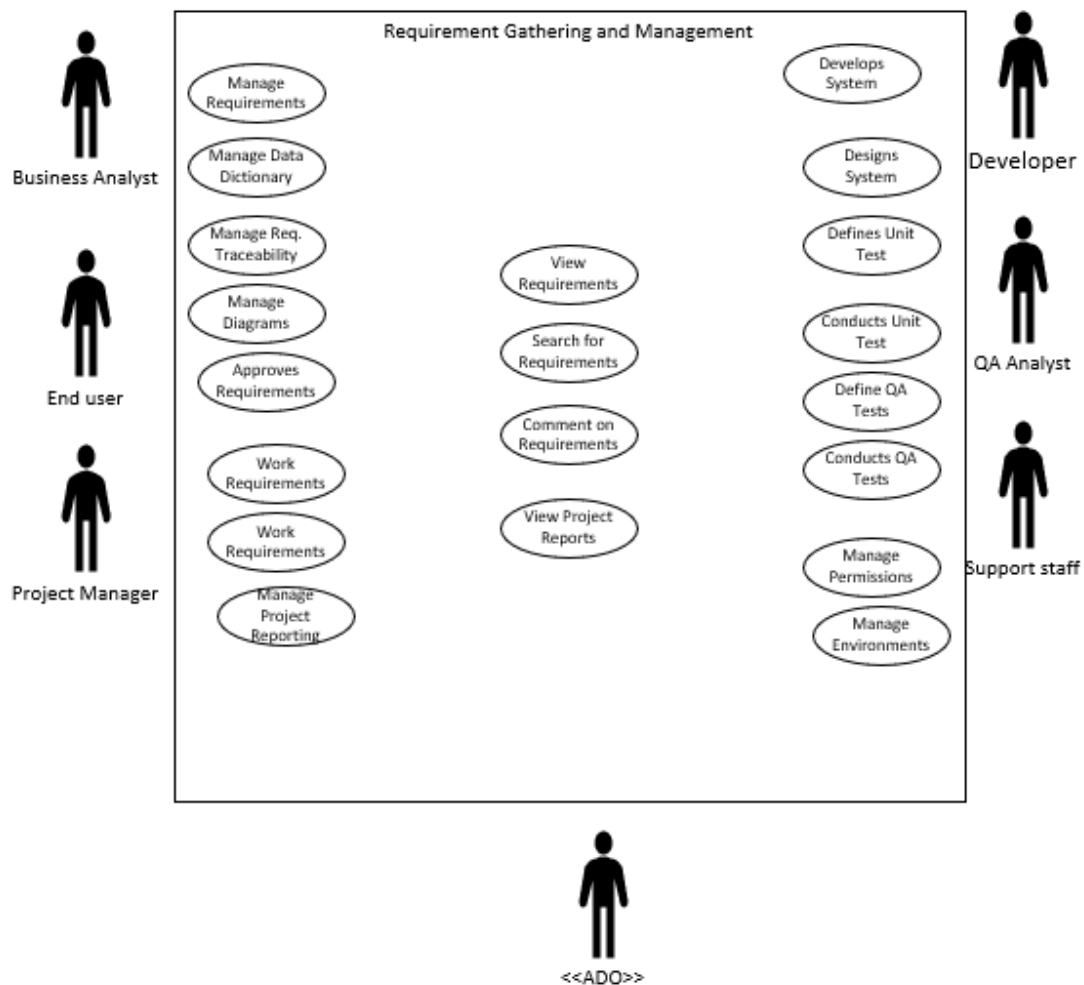 Requirement Gathering and Management
Business Analyst
End user
Project Manager
Manage
Requirements
Manage Data
Dictionary
Manage Req.
Traceability
Manage
Diagrams
Approves
Requirements
Work
Requirements
Work
Requirements
Manage
Project
Reporting
View
Requirements
Search for
Requirements
Comment on
Requirements
View Project
Reports
Develops
System
Designs
System
Defines Unit
Test
Conducts Unit
Test
Define QA
Tests
Conducts QA
Tests
Manage
Permissions
Manage
Environments
Developer
QA Analyst
Support staff
<<ADO>>